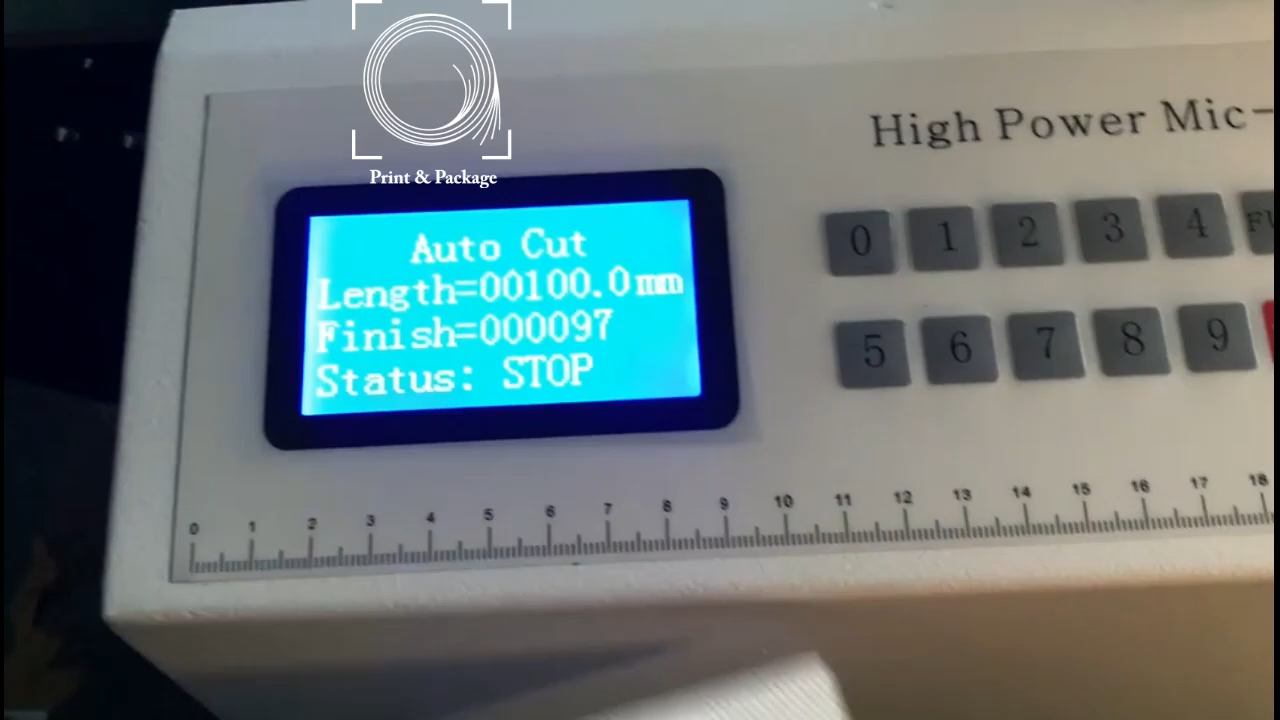 Print & Package
High Power Mic-
Auto Cut
Length=00100.0mm
Finish=000097
Status: STOP
0 1 2 3 4 FU
5 6 7 8 9
0 1 2 3 4 5 6 7 8 9 10 11 12 13 14 15 16 17 18